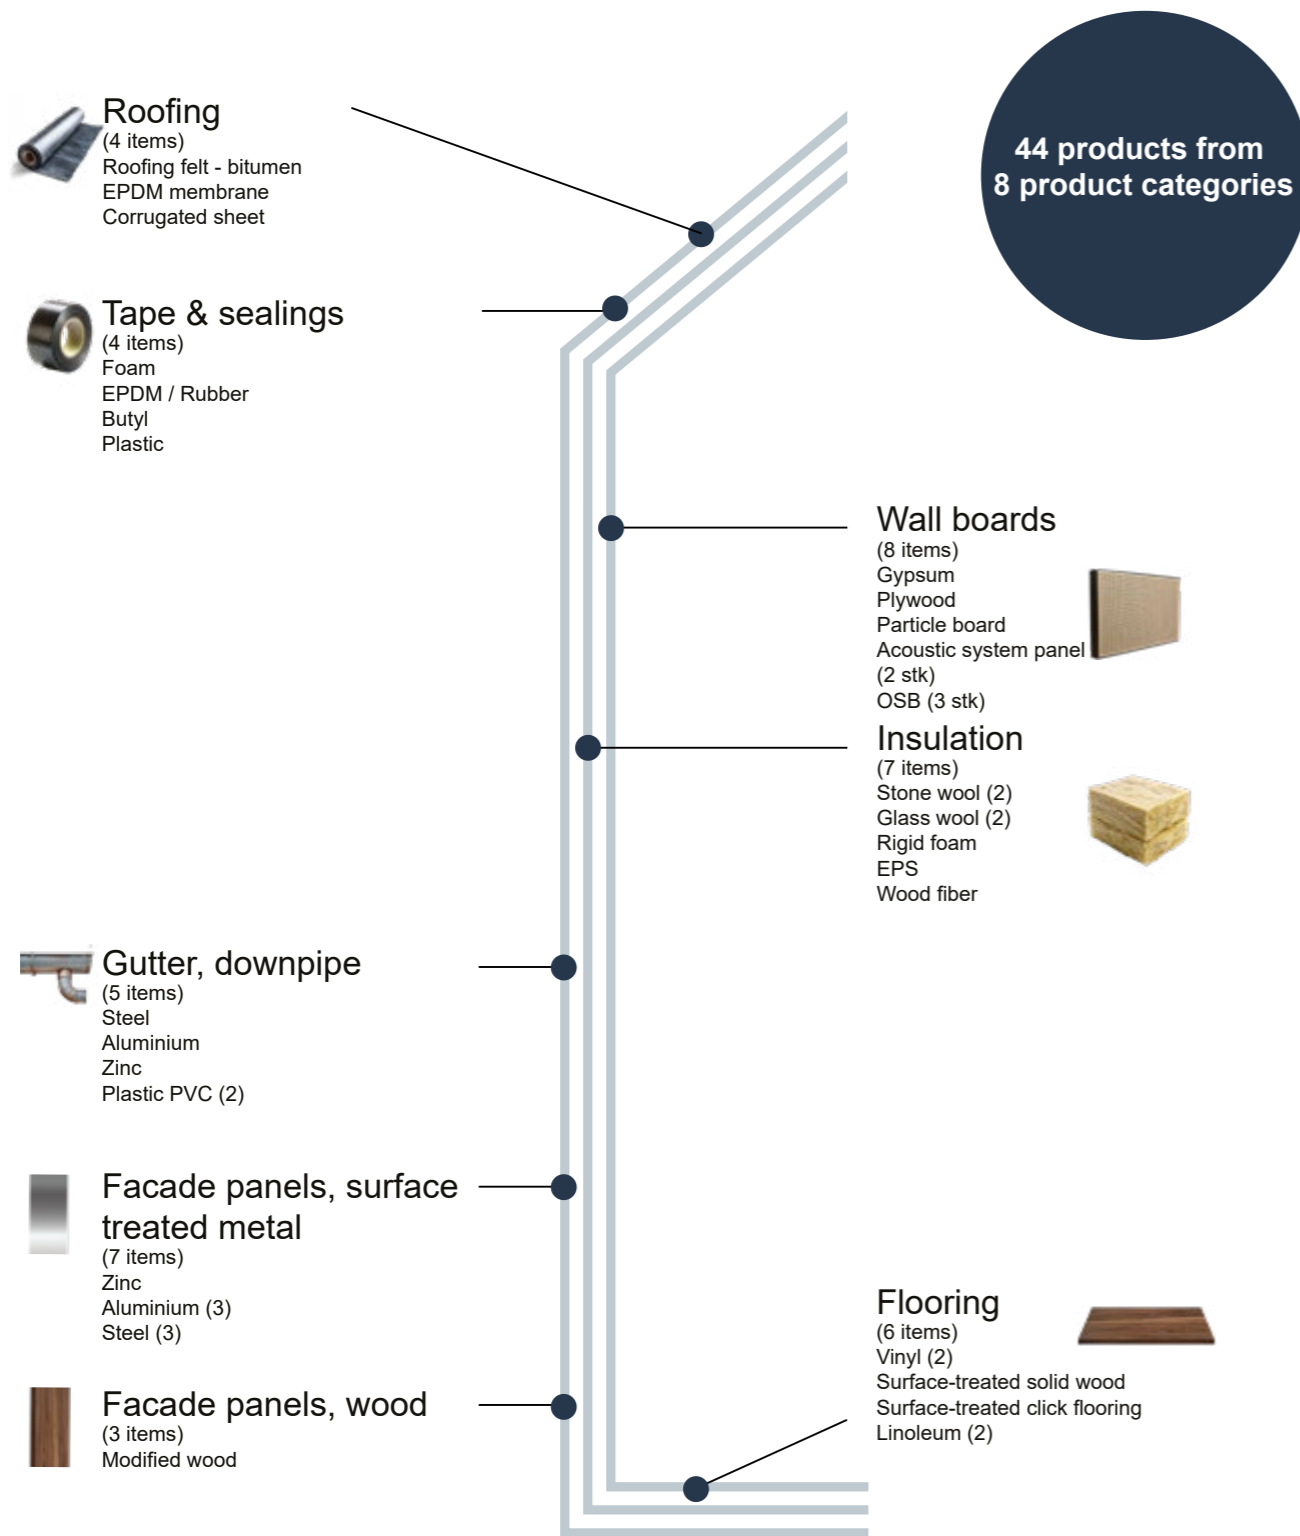 44 products from
8 product categories
Roofing
(4 items)
Roofing felt - bitumen
EPDM membrane
Corrugated sheet
Tape & sealings
(4 items)
Foam
EPDM / Rubber
Butyl
Plastic
Wall boards
(8 items)
Gypsum
Plywood
Particle board
Acoustic system panel
(2 stk)
OSB (3 stk)
Insulation
(7 items)
Stone wool (2)
Glass wool (2)
Rigid foam
EPS
Wood fiber
Gutter, downpipe
(5 items)
Steel
Aluminium
Zinc
Plastic PVC (2)
Facade panels, surface
treated metal
(7 items)
Zinc
Aluminium (3)
Steel (3)
Facade panels, wood
(3 items)
Modified wood
Flooring
(6 items)
Vinyl (2)
Surface-treated solid wood
Surface-treated click flooring
Linoleum (2)